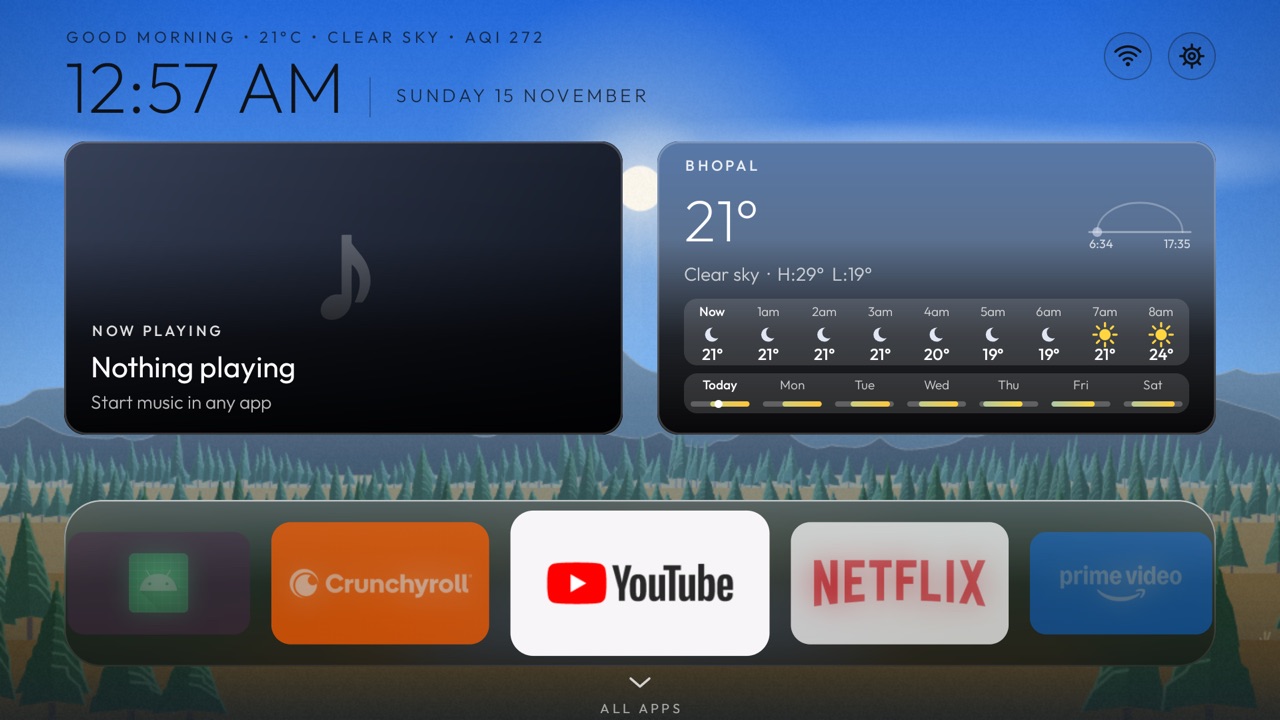 GOOD MORNING • 21°C • CLEAR SKY • AQI 272
12:57 AM
SUNDAY 15 NOVEMBER
NOW PLAYING
Nothing playing
Start music in any app
BHOPAL
21°
6:34 17:35
Clear sky · H:29° L:19°
Now 1am 2am 3am 4am 5am 6am 7am 8am
21° 21° 21° 21° 20° 19° 19° 21° 24°
Today Mon Tue Wed Thu Fri Sat
Crunchyroll
YouTube
NETFLIX
prime video
ALL APPS